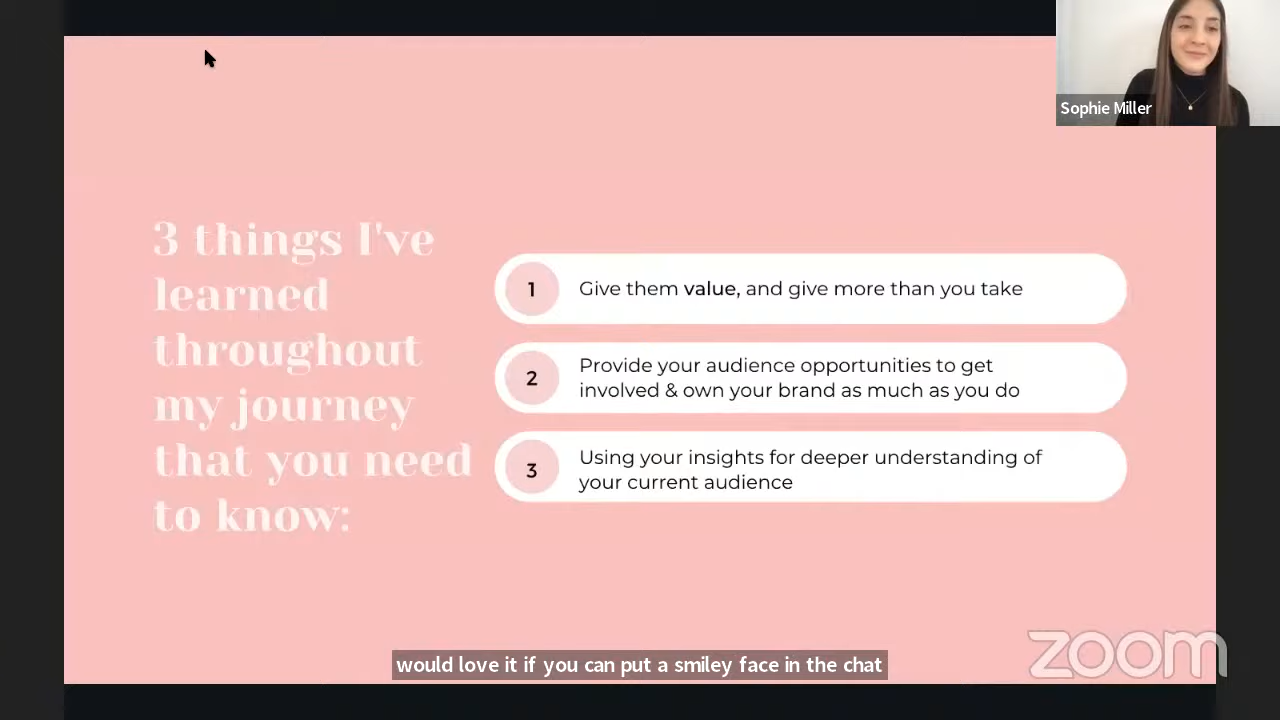 Sophie Miller
3 things I've
learned
throughout
my journey
that you need
to know:
1
Give them value, and give more than you take
2
Provide your audience opportunities to get
involved & own your brand as much as you do
3
Using your insights for deeper understanding of
your current audience
would love it if you can put a smiley face in the chat
zoom